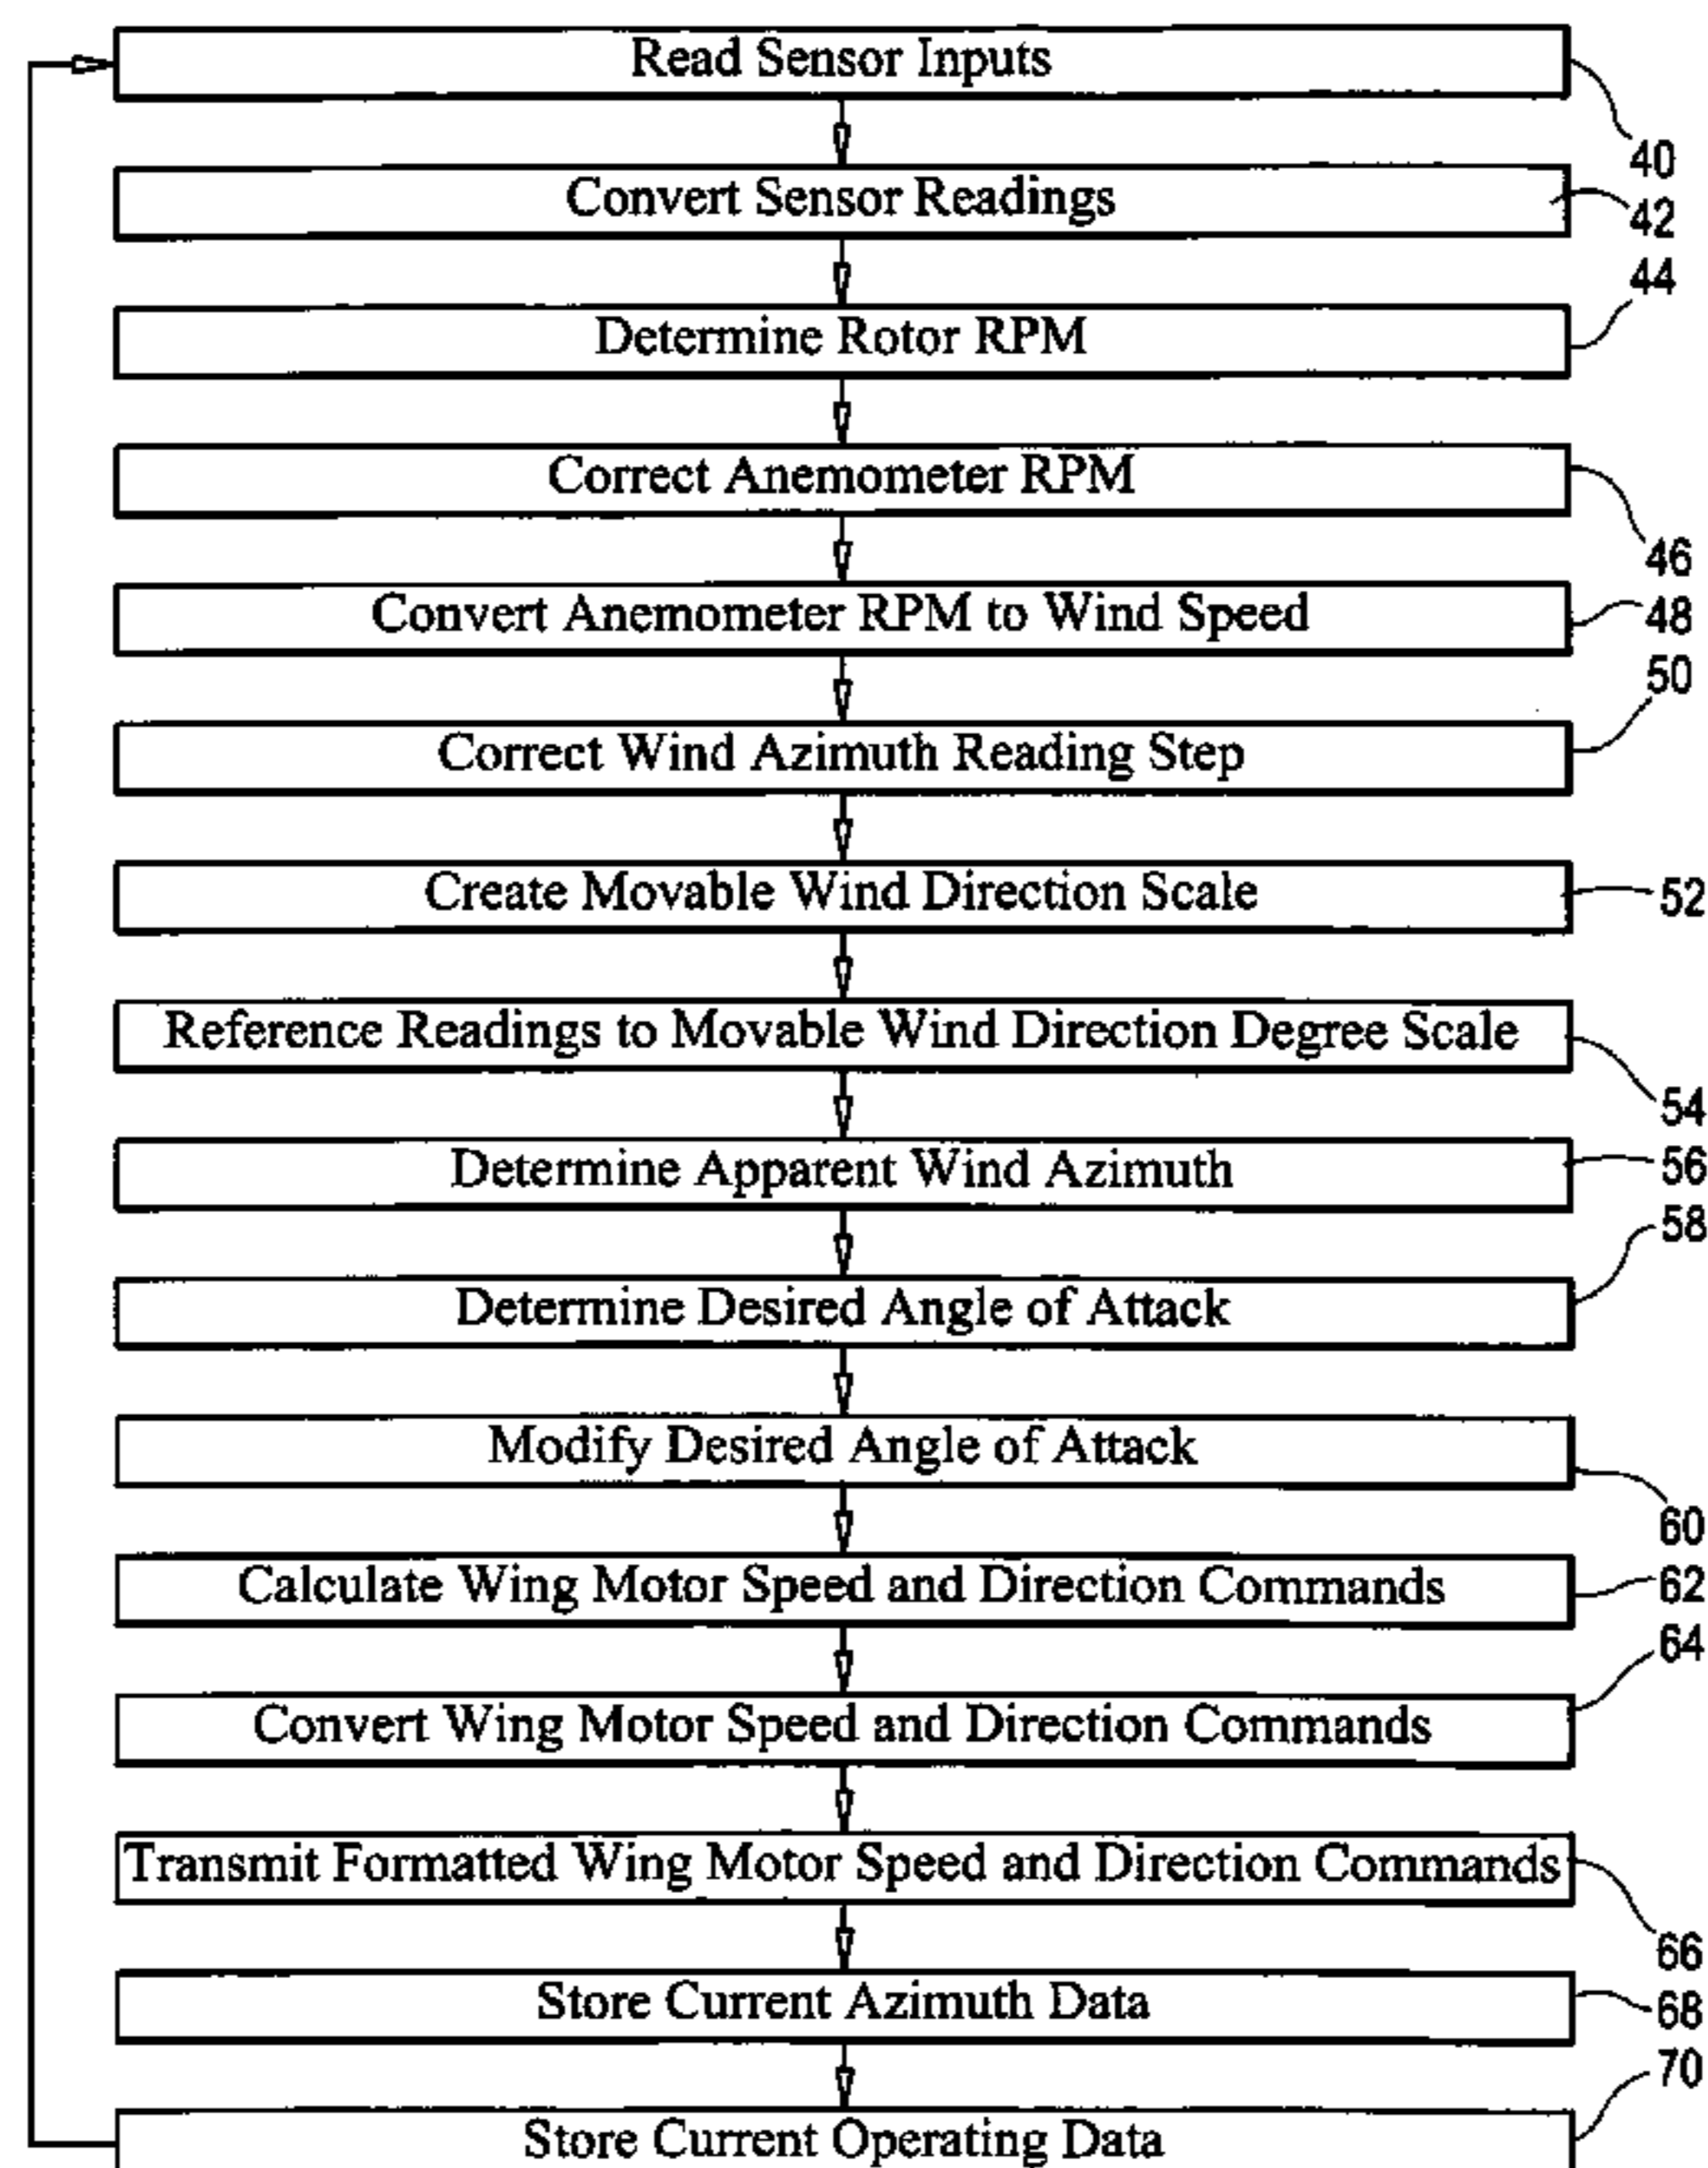 Read Sensor Inputs
40
Convert Sensor Readings
42
44
Determine Rotor RPM
Correct Anemometer RPM
46
Convert Anemometer RPM to Wind Speed
48
50
Correct Wind Azimuth Reading Step
Create Movable Wind Direction Scale
52
Reference Readings to Movable Wind Direction Degree Scale
54
Determine Apparent Wind Azimuth
56
58
Determine Desired Angle of Attack
Modify Desired Angle of Attack
60
Calculate Wing Motor Speed and Direction Commands
62
64
Convert Wing Motor Speed and Direction Commands
Transmit Formatted Wing Motor Speed and Direction Commands
66
Store Current Azimuth Data
68
70
Store Current Operating Data